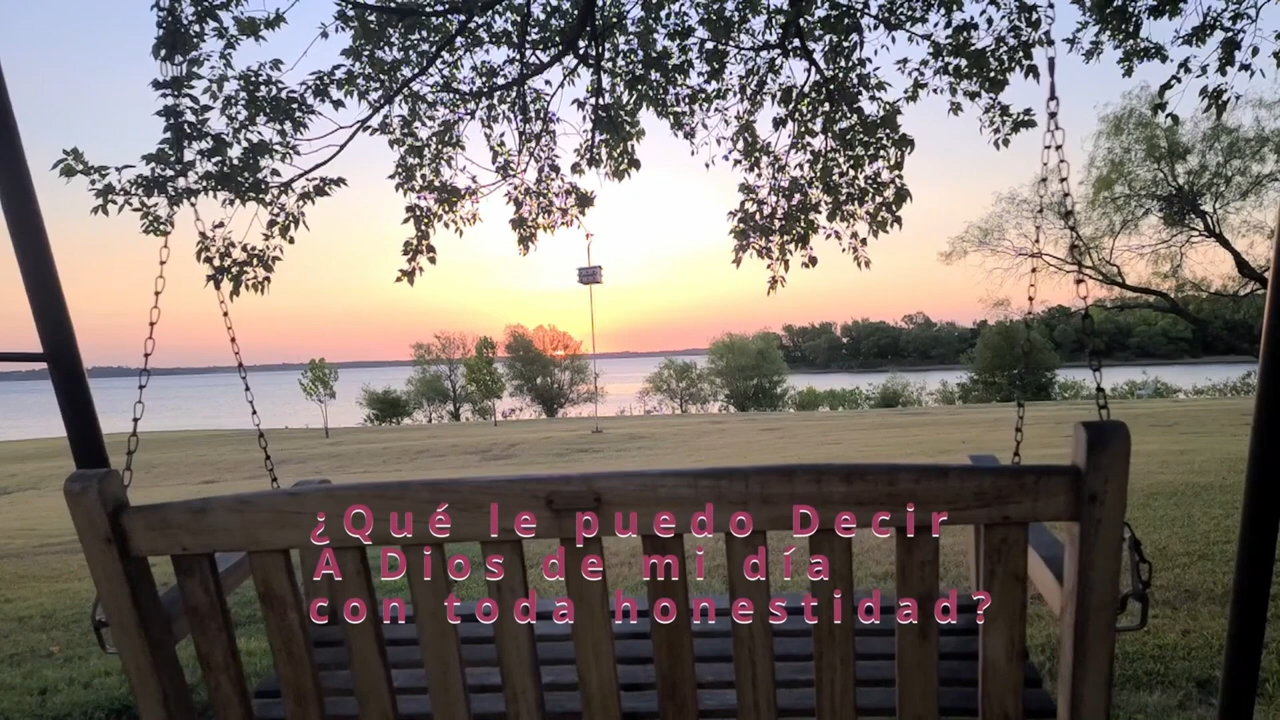 ¿Qué le puedo Decir
A Dios de mi día
con toda honestidad?